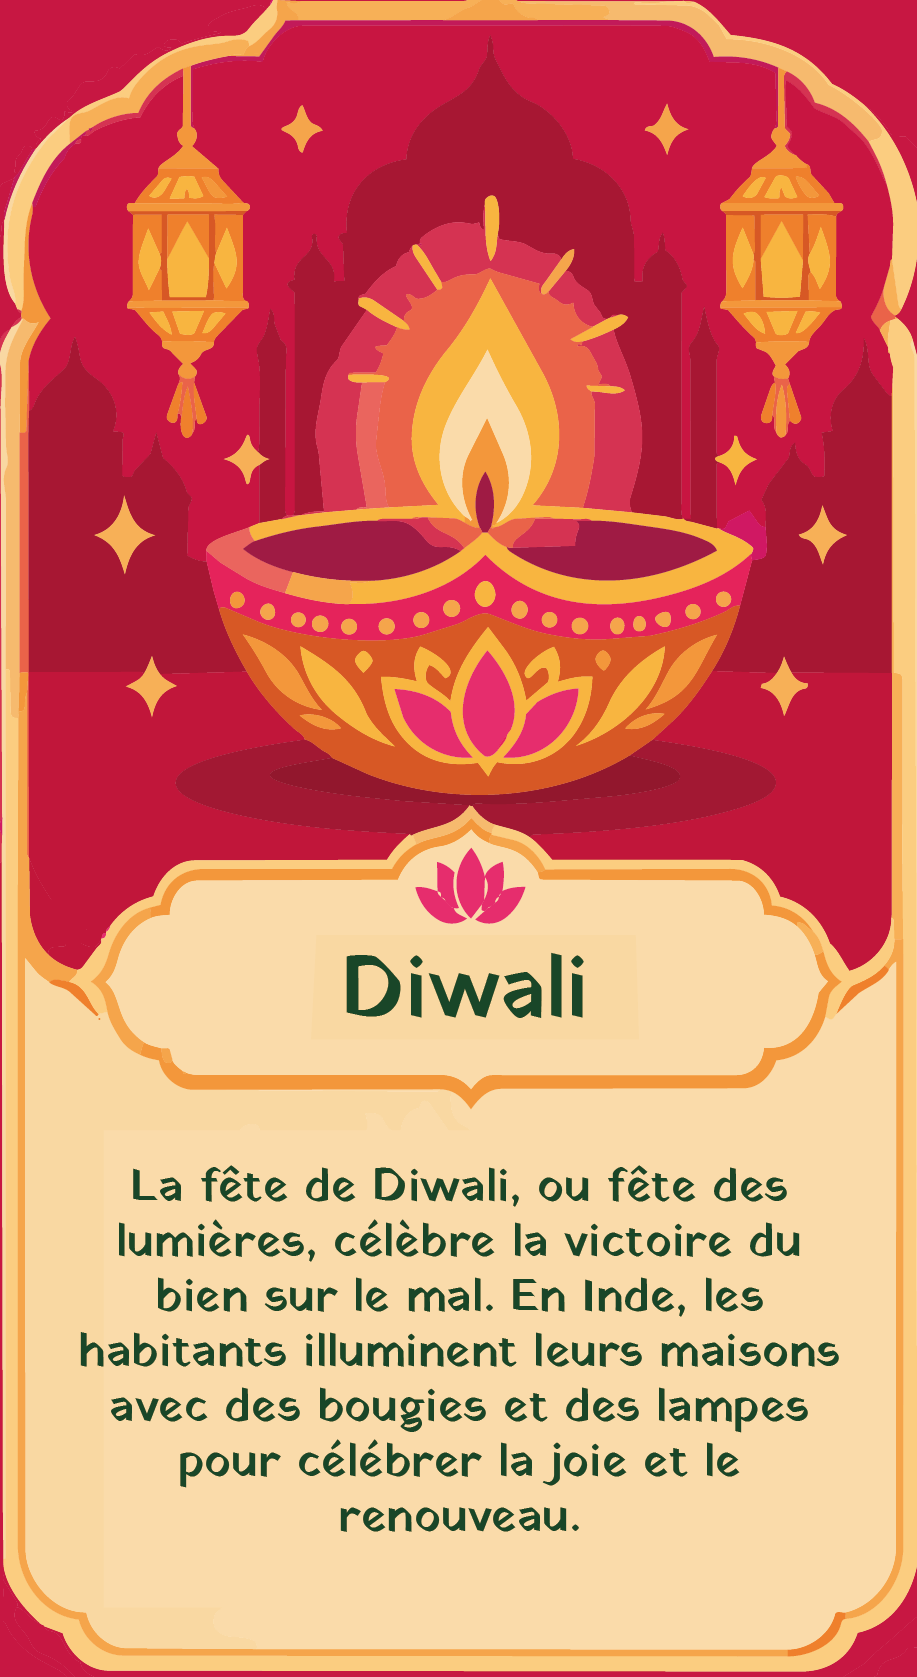 Diwali
La fête de Diwali, ou fête des
lumières, célèbre la victoire du
bien sur le mal. En Inde, les
habitants illuminent leurs maisons
avec des bougies et des lampes
pour célébrer la joie et le
renouveau.